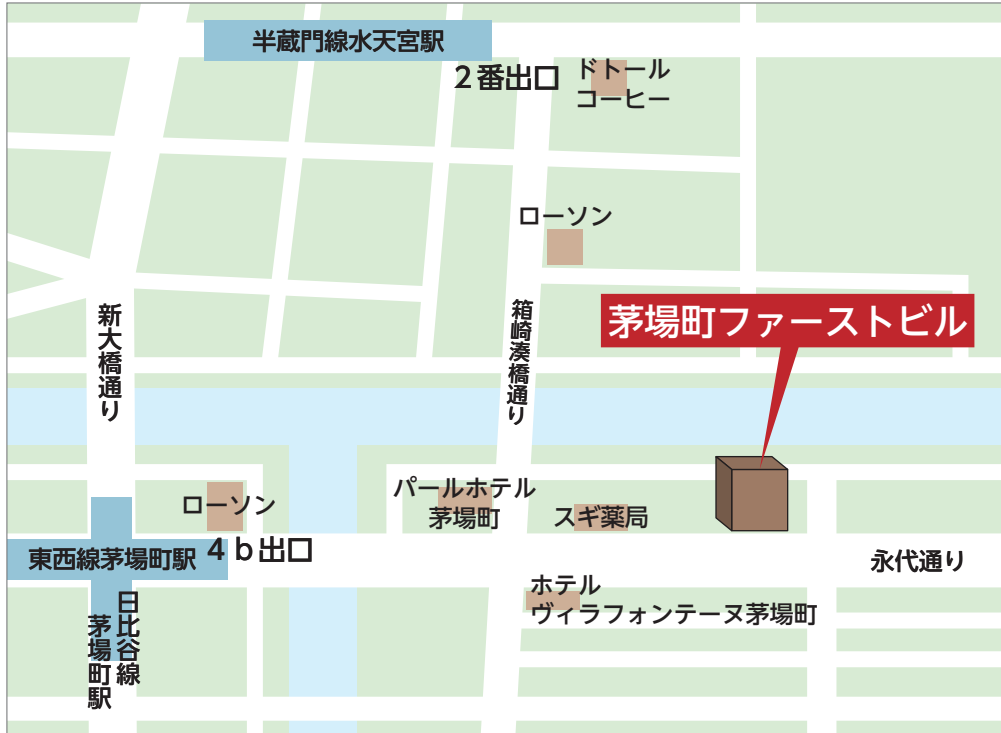 半蔵門線水天宮駅
２番出口
ドトール
コーヒー
ローソン
茅場町ファーストビル
新大橋通り
箱崎湊橋通り
ローソン
パールホテル
茅場町
スギ薬局
４ｂ出口
東西線茅場町駅
永代通り
ホテル
ヴィラフォンテーヌ茅場町
日比谷線
茅場町駅